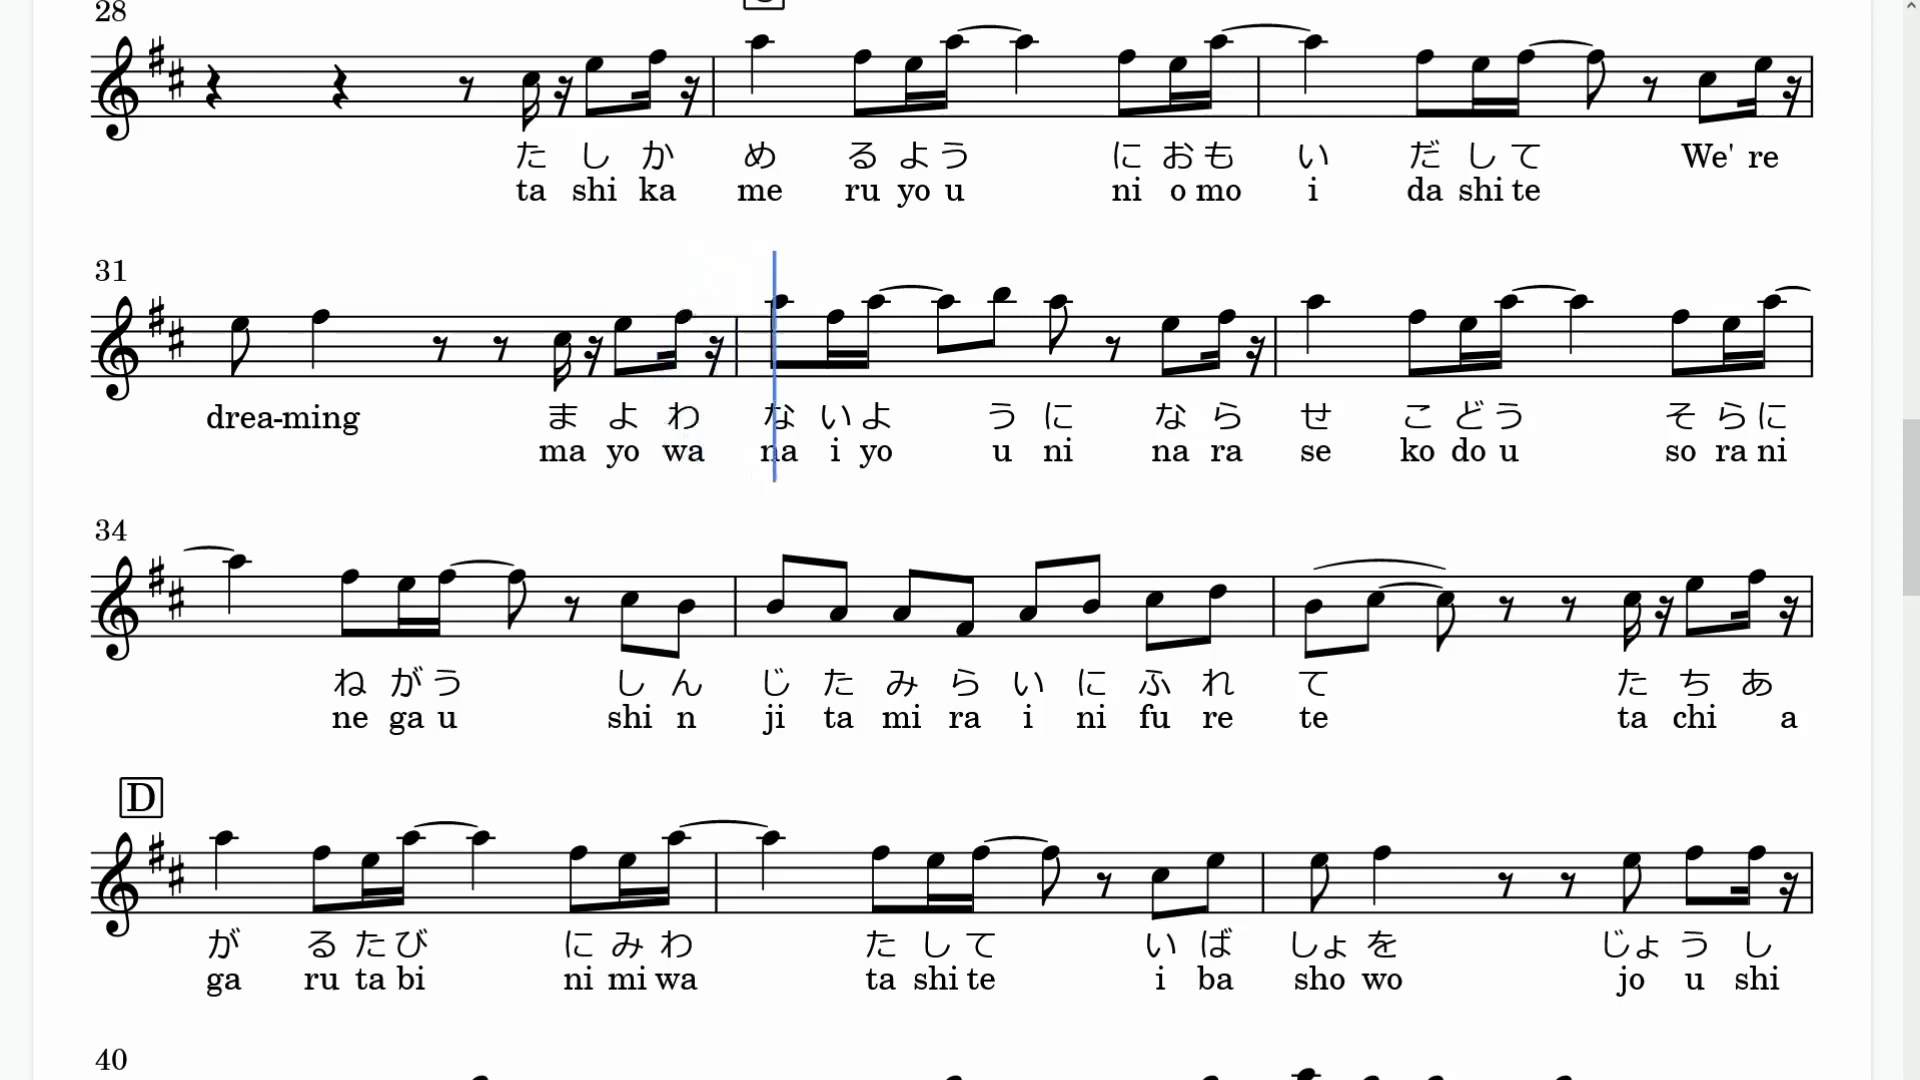 28
た し か め る よ う に お も い だ し て We' re
ta shi ka me ru yo u ni o mo i da shi te
31
drea-ming ま よ わ な い よ う に な ら せ こ ど う そ ら に
ma yo wa na i yo u ni na ra se ko do u so ra ni
34
ね が う し ん じ た み ら い に ふ れ て た ち あ
ne ga u shi n ji ta mi ra i ni fu re te ta chi a
D
が る た び に み わ た し て い ば しょ を じょ う し
ga ru ta bi ni mi wa ta shi te i ba sho wo jo u shi
40